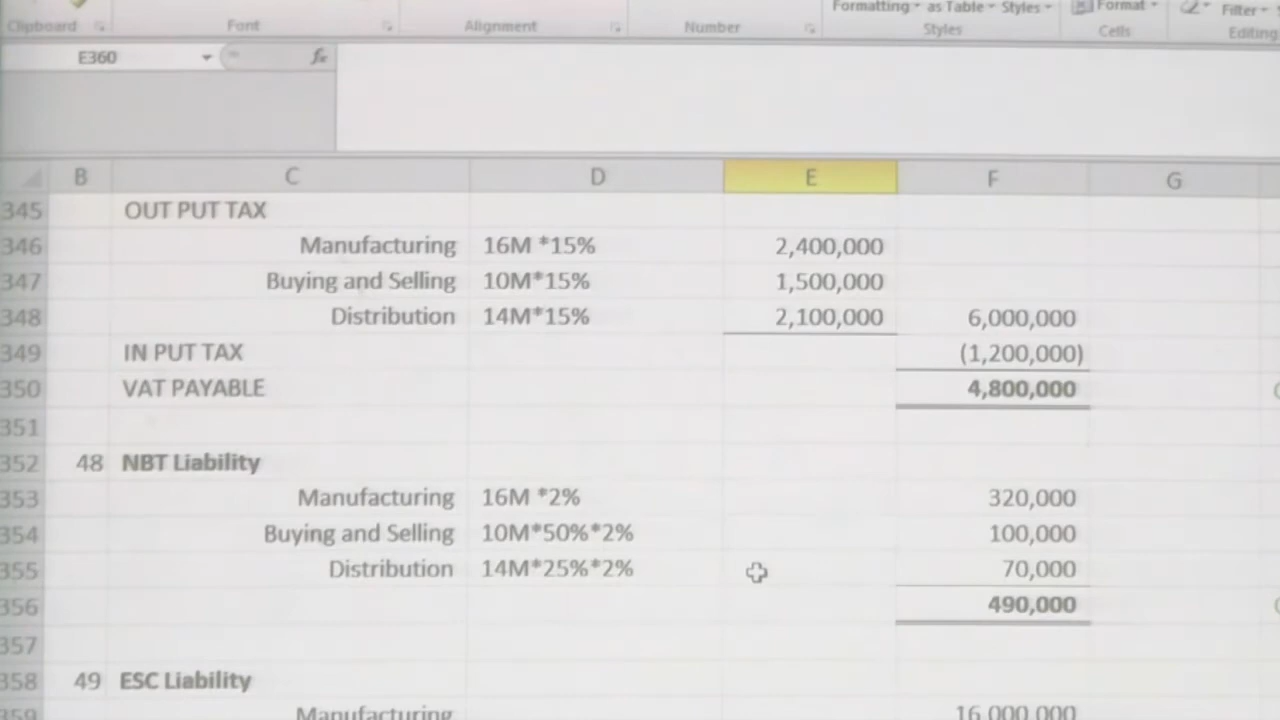 Formatting as Table Styles Format Filter
Clipboard Font Alignment Number Styles Cells Editing
E360 fx
B C D E F G
345 OUT PUT TAX
346 Manufacturing 16M *15% 2,400,000
347 Buying and Selling 10M*15% 1,500,000
348 Distribution 14M*15% 2,100,000 6,000,000
349 IN PUT TAX (1,200,000)
350 VAT PAYABLE 4,800,000
351
352 48 NBT Liability
353 Manufacturing 16M *2% 320,000
354 Buying and Selling 10M*50%*2% 100,000
355 Distribution 14M*25%*2% 70,000
356 490,000
357
358 49 ESC Liability
359 Manufacturing 16,000,000